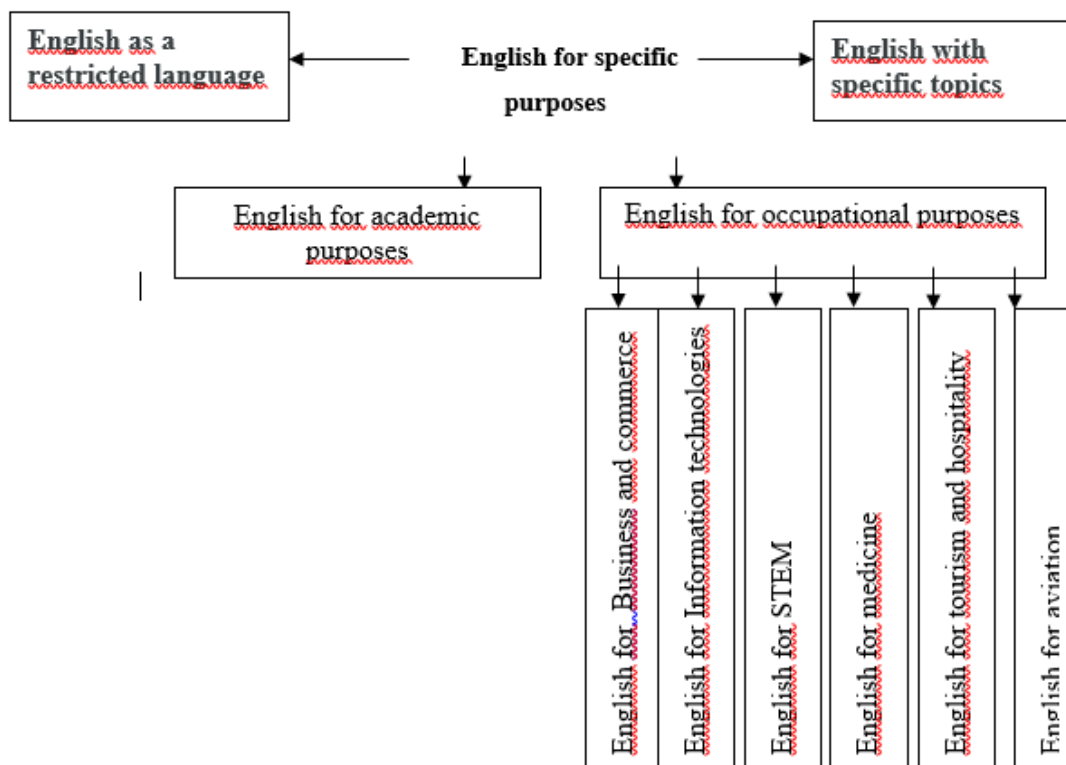 English as a
restricted language
English for specific
purposes
English with
specific topics
English for academic
purposes
English for occupational purposes
English for Business and commerce
English for Information technologies
English for STEM
English for medicine
English for tourism and hospitality
English for aviation